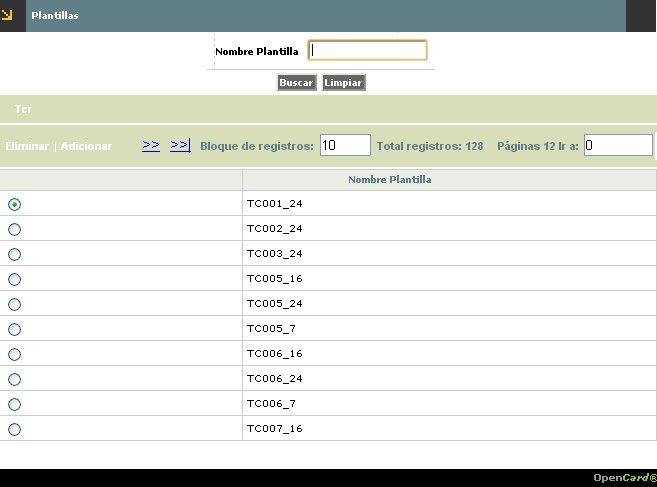 Plantillas
Nombre Plantilla
Buscar Limpiar
Tcr
Eliminar | Adicionar >> >>| Bloque de registros: 10 Total registros: 128 Páginas 12 Ir a: 0
Nombre Plantilla
TC001_24
TC002_24
TC003_24
TC005_16
TC005_24
TC005_7
TC006_16
TC006_24
TC006_7
TC007_16
OpenCard®